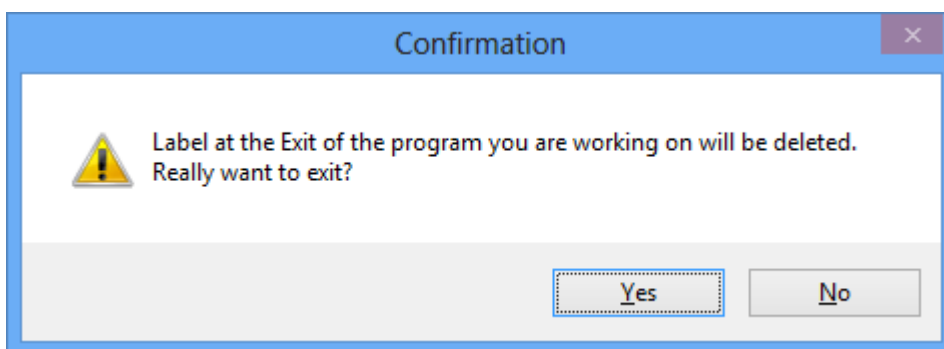 Confirmation
Label at the Exit of the program you are working on will be deleted.
Really want to exit?
Yes
No